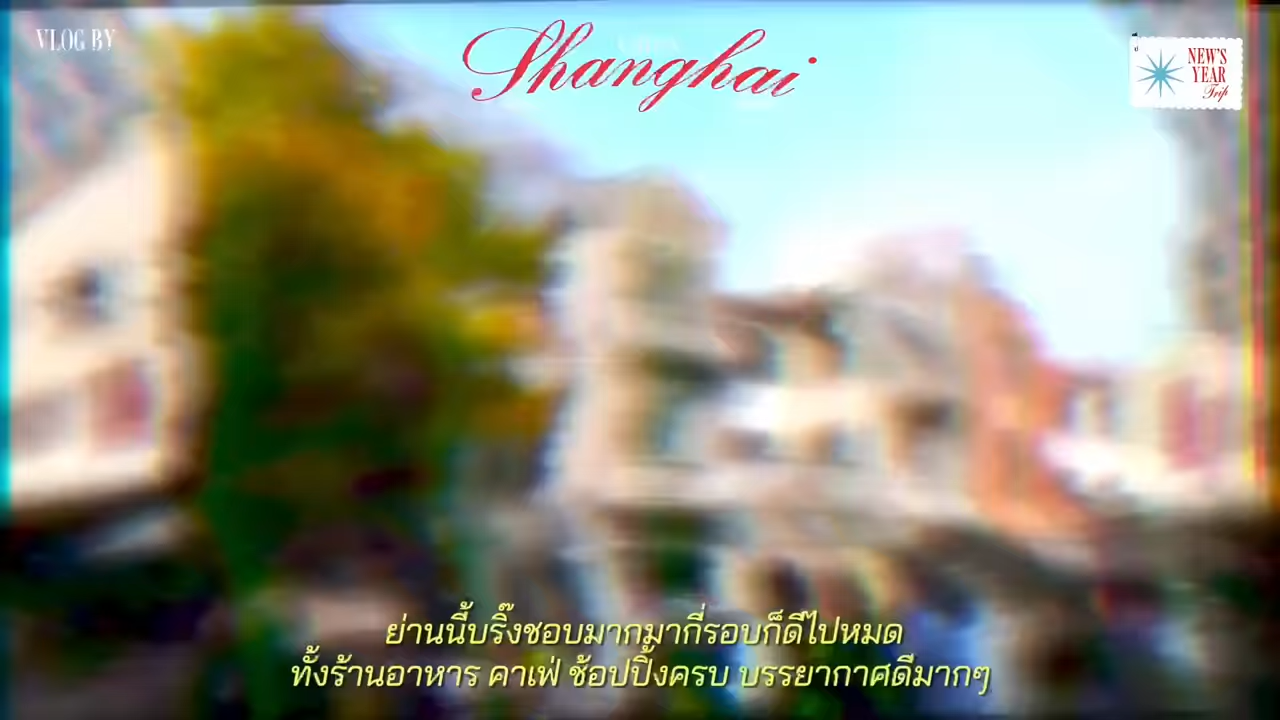 VLOG BY
Shanghai
NEW'S
YEAR
Trip
ย่านนี้บริ๊งชอบมากมากี่รอบก็ดีไปหมด
ทั้งร้านอาหาร คาเฟ่ ช้อปปิ้งครบ บรรยากาศดีมากๆ